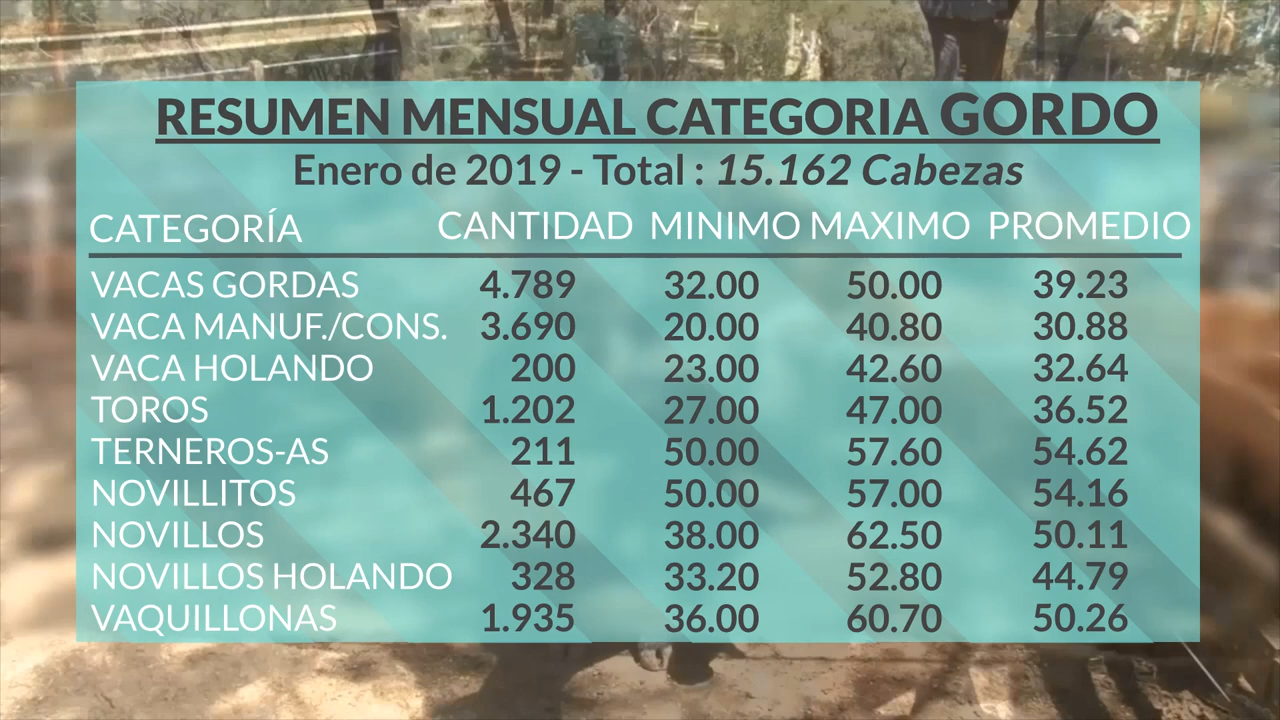 RESUMEN MENSUAL CATEGORIA GORDO
Enero de 2019 - Total : 15.162 Cabezas
CATEGORÍA CANTIDAD MINIMO MAXIMO PROMEDIO
VACAS GORDAS 4.789 32.00 50.00 39.23
VACA MANUF./CONS. 3.690 20.00 40.80 30.88
VACA HOLANDO 200 23.00 42.60 32.64
TOROS 1.202 27.00 47.00 36.52
TERNEROS-AS 211 50.00 57.60 54.62
NOVILLITOS 467 50.00 57.00 54.16
NOVILLOS 2.340 38.00 62.50 50.11
NOVILLOS HOLANDO 328 33.20 52.80 44.79
VAQUILLONAS 1.935 36.00 60.70 50.26